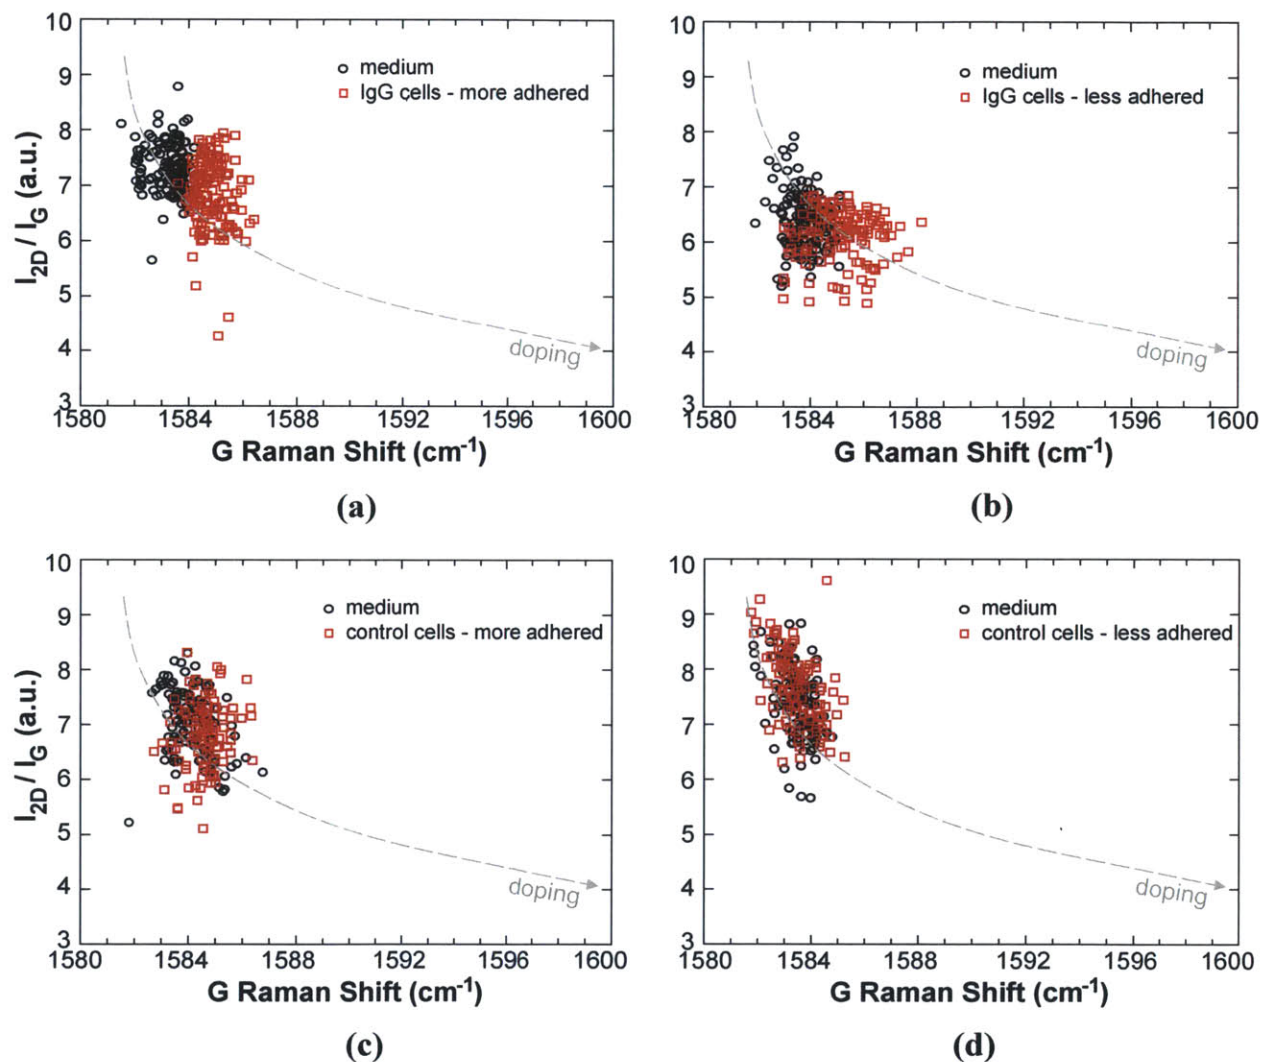 10
9
8
7
6
5
4
3
I2D / IG (a.u.)
medium
IgG cells - more adhered
doping
1580 1584 1588 1592 1596 1600
G Raman Shift (cm-1)
(a)
10
9
8
7
6
5
4
3
medium
IgG cells - less adhered
doping
1580 1584 1588 1592 1596 1600
G Raman Shift (cm-1)
(b)
10
9
8
7
6
5
4
3
I2D / IG (a.u.)
medium
control cells - more adhered
doping
1580 1584 1588 1592 1596 1600
G Raman Shift (cm-1)
(c)
10
9
8
7
6
5
4
3
medium
control cells - less adhered
doping
1580 1584 1588 1592 1596 1600
G Raman Shift (cm-1)
(d)